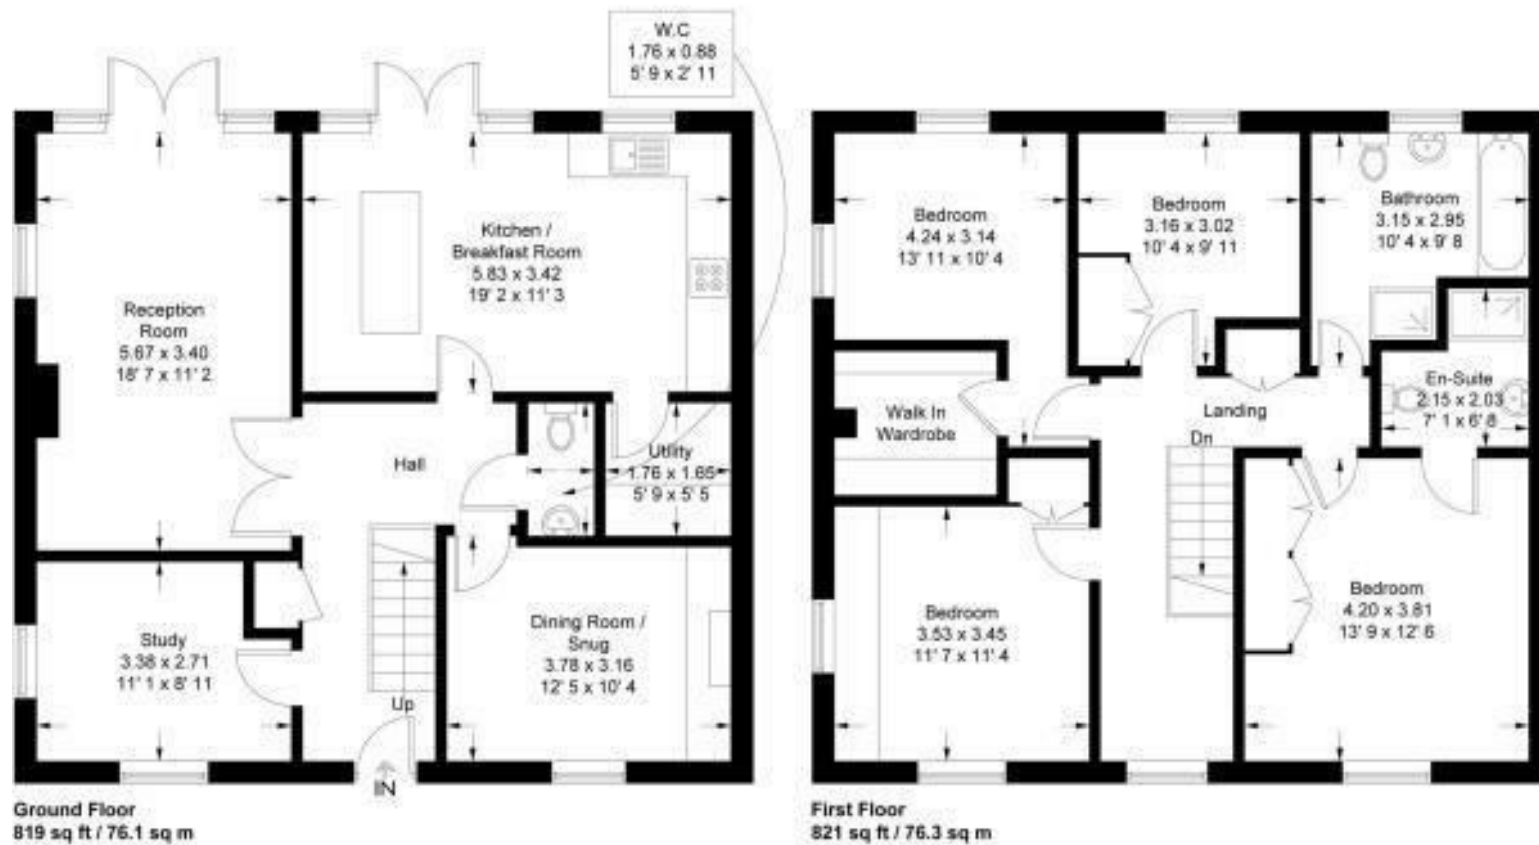 W.C
1.76 x 0.88
5' 9 x 2' 11
Kitchen /
Breakfast Room
5.83 x 3.42
19' 2 x 11' 3
Reception
Room
5.67 x 3.40
18' 7 x 11' 2
Hall
Utility
1.76 x 1.65
5' 9 x 5' 5
Study
3.38 x 2.71
11' 1 x 8' 11
Dining Room /
Snug
3.78 x 3.16
12' 5 x 10' 4
Up
IN
Ground Floor
819 sq ft / 76.1 sq m
Bedroom
4.24 x 3.14
13' 11 x 10' 4
Bedroom
3.16 x 3.02
10' 4 x 9' 11
Bathroom
3.15 x 2.95
10' 4 x 9' 8
En-Suite
2.15 x 2.03
7' 1 x 6' 8
Walk In
Wardrobe
Landing
Dn
Bedroom
3.53 x 3.45
11' 7 x 11' 4
Bedroom
4.20 x 3.81
13' 9 x 12' 6
First Floor
821 sq ft / 76.3 sq m